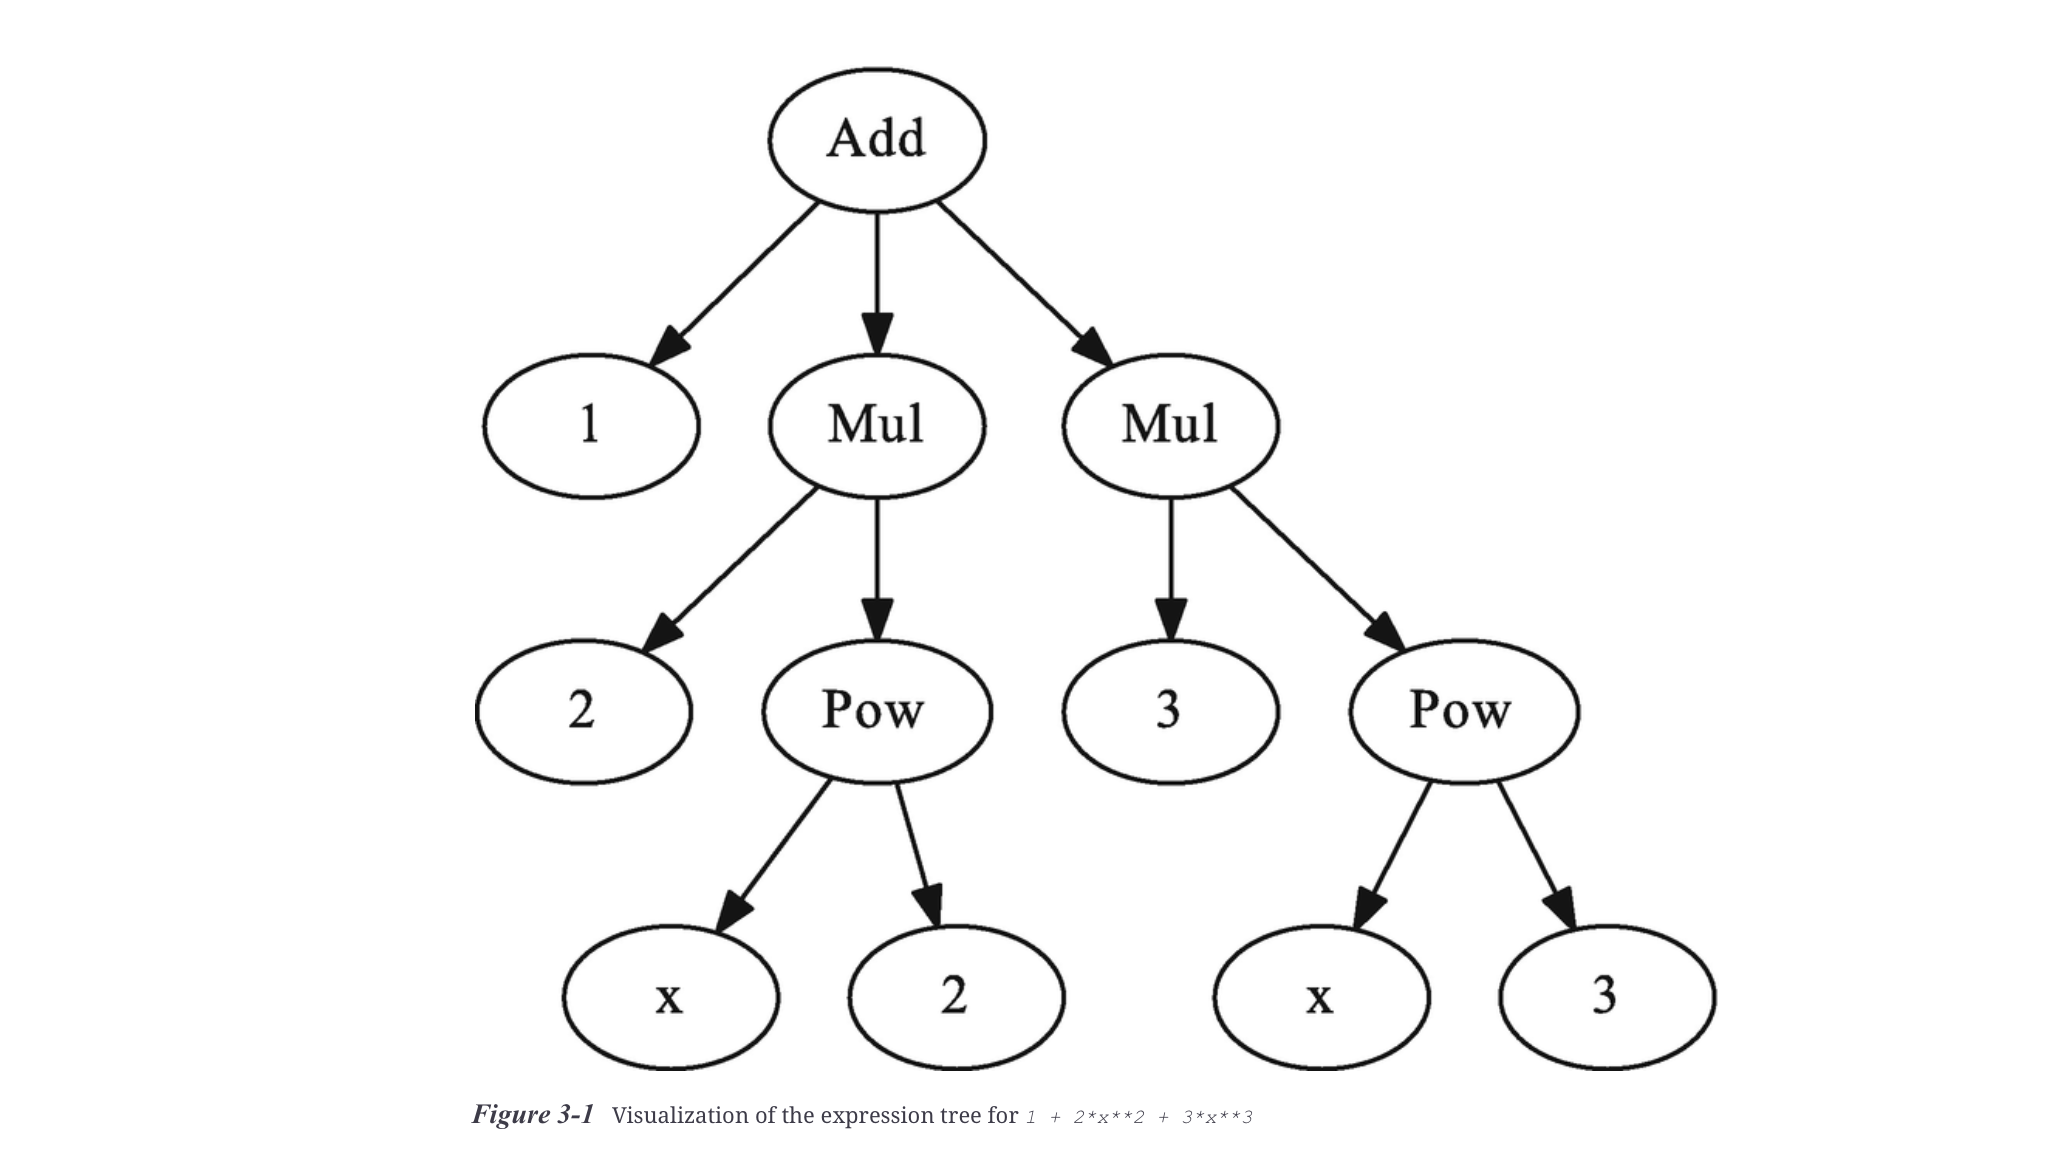 Add
1
Mul
Mul
2
Pow
3
Pow
x
2
x
3
Figure 3-1 Visualization of the expression tree for 1 + 2*x**2 + 3*x**3